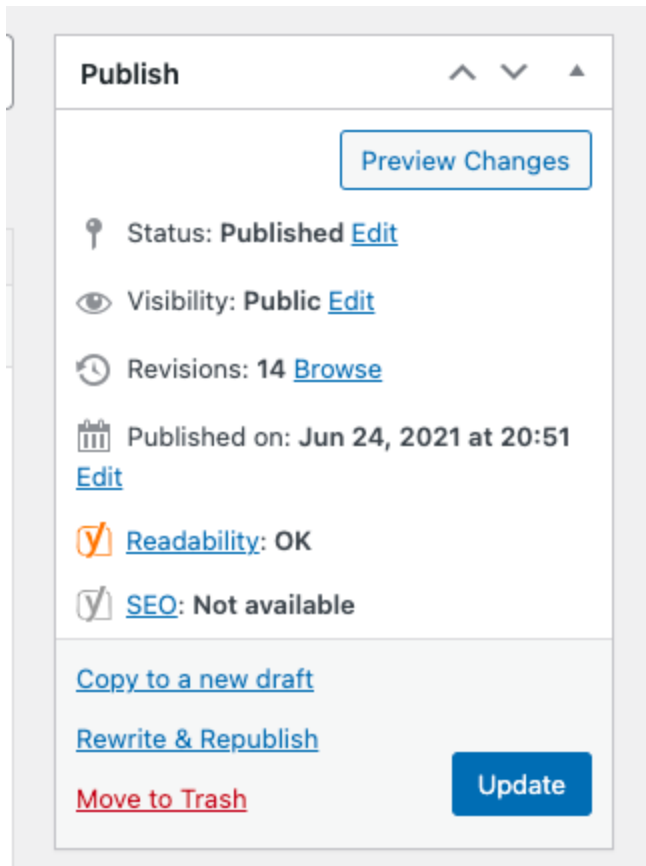 Publish
Preview Changes
Status: Published Edit
Visibility: Public Edit
Revisions: 14 Browse
Published on: Jun 24, 2021 at 20:51
Edit
Readability: OK
SEO: Not available
Copy to a new draft
Rewrite & Republish
Move to Trash
Update